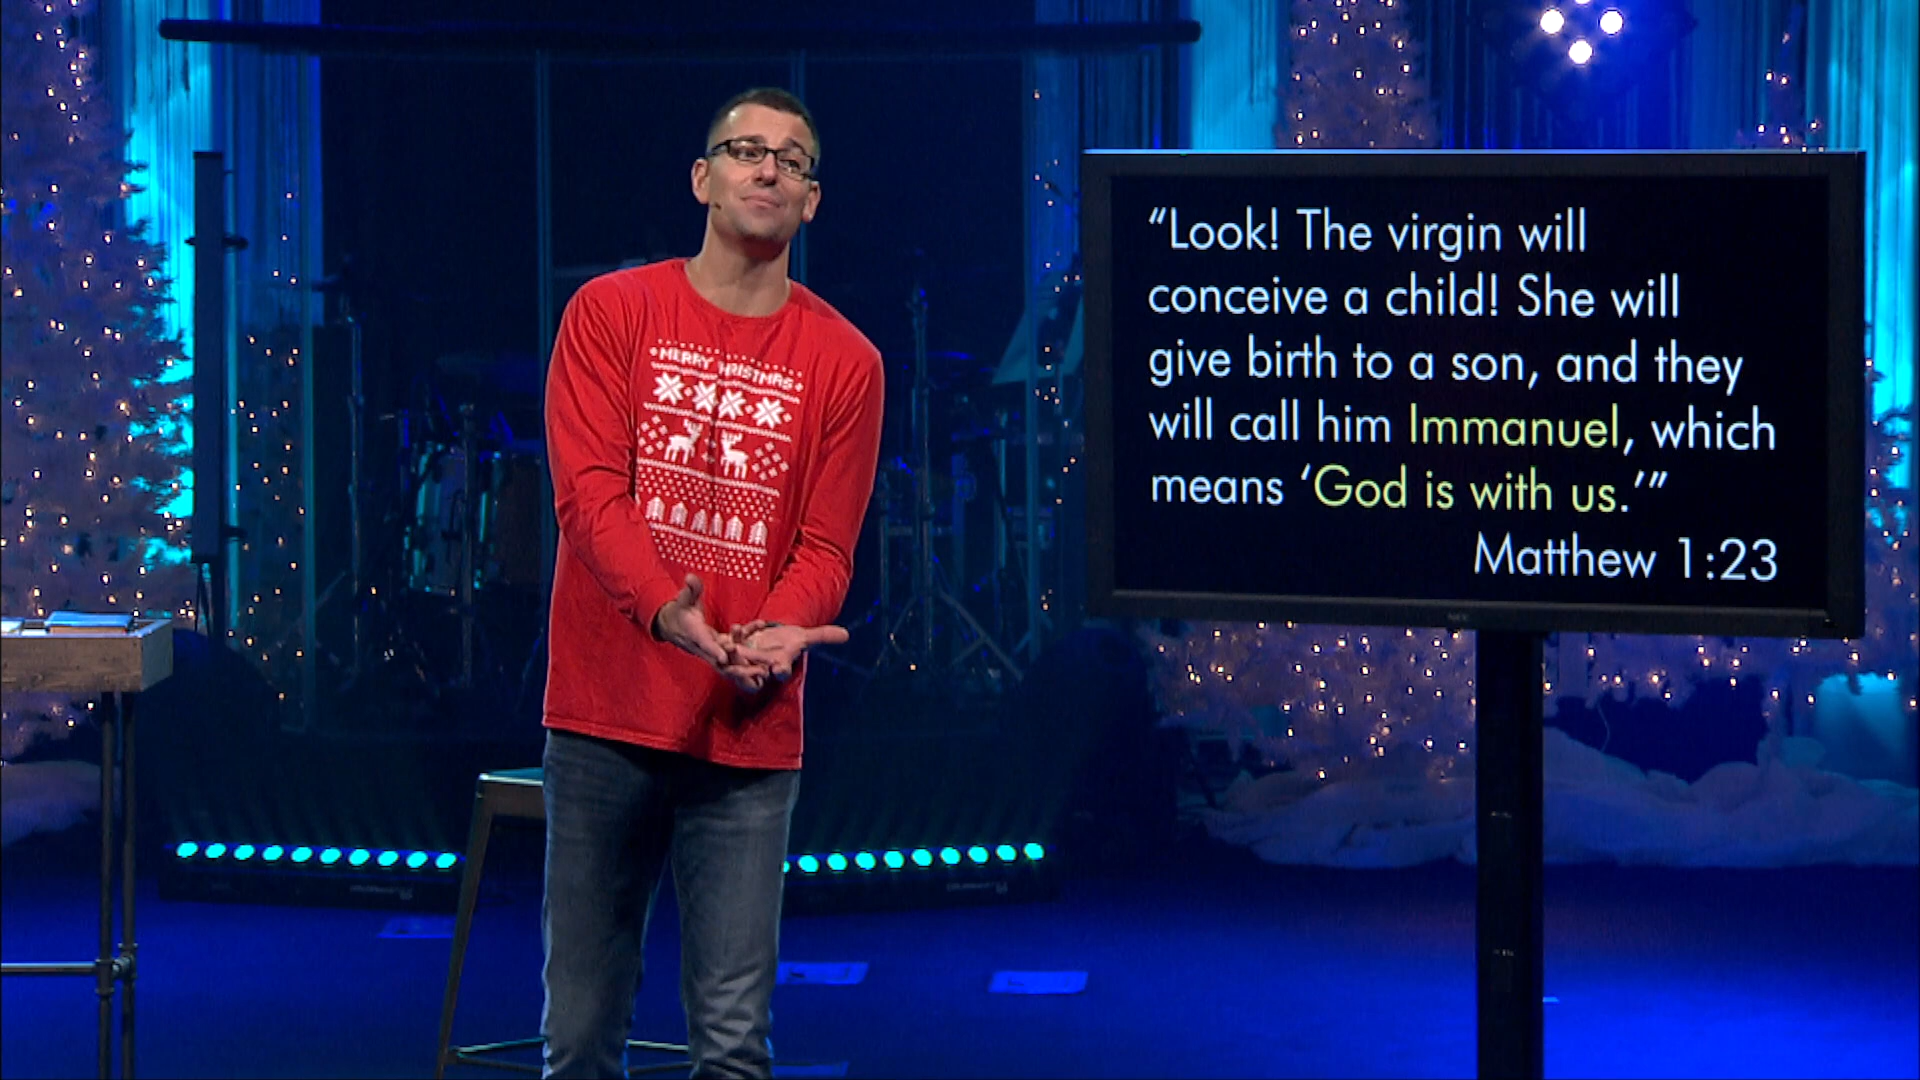 MERRY CHRISTMAS
“Look! The virgin will
conceive a child! She will
give birth to a son, and they
will call him Immanuel, which
means ‘God is with us.’”
Matthew 1:23
NEC